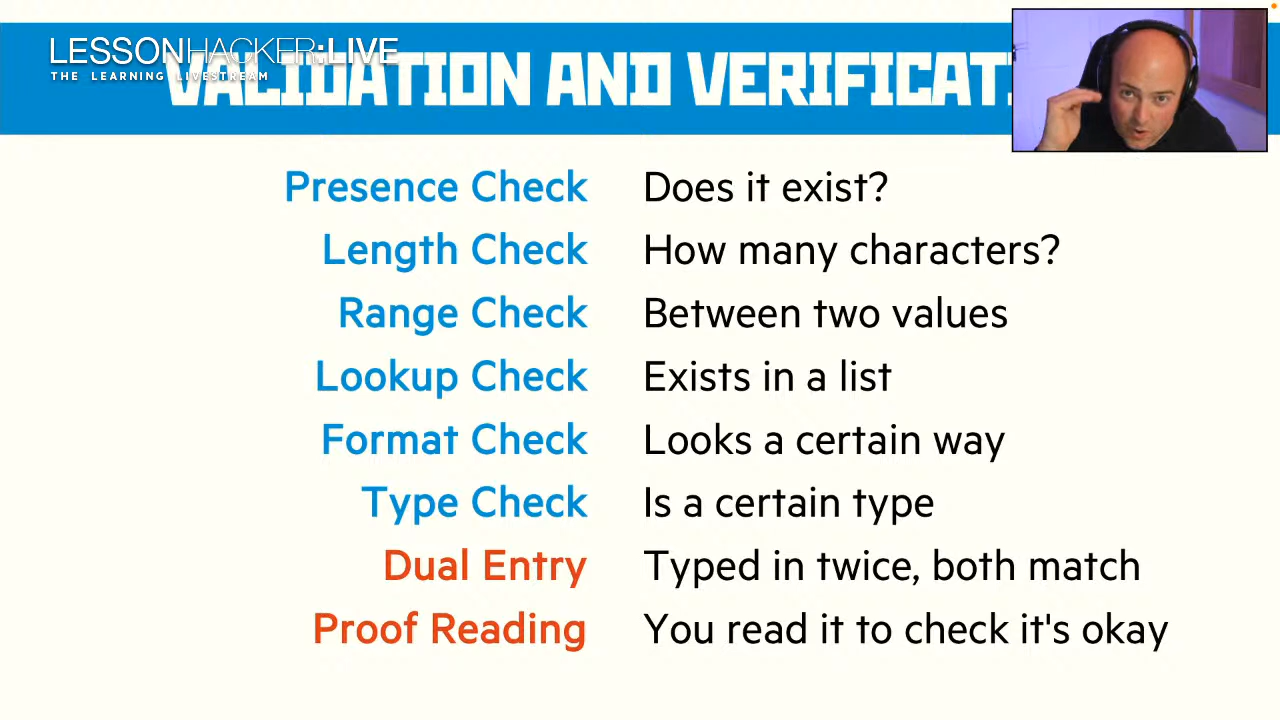 LESSONHACKER:LIVE
THE LEARNING LIVESTREAM
VALIDATION AND VERIFICAT
Presence Check Does it exist?
Length Check How many characters?
Range Check Between two values
Lookup Check Exists in a list
Format Check Looks a certain way
Type Check Is a certain type
Dual Entry Typed in twice, both match
Proof Reading You read it to check it's okay